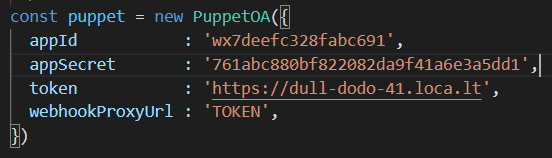 const puppet = new PuppetOA({
appId : 'wx7deefc328fabc691',
appSecret : '761abc880bf822082da9f41a6e3a5dd1',
token : 'https://dull-dodo-41.loca.lt',
webhookProxyUrl : 'TOKEN',
})